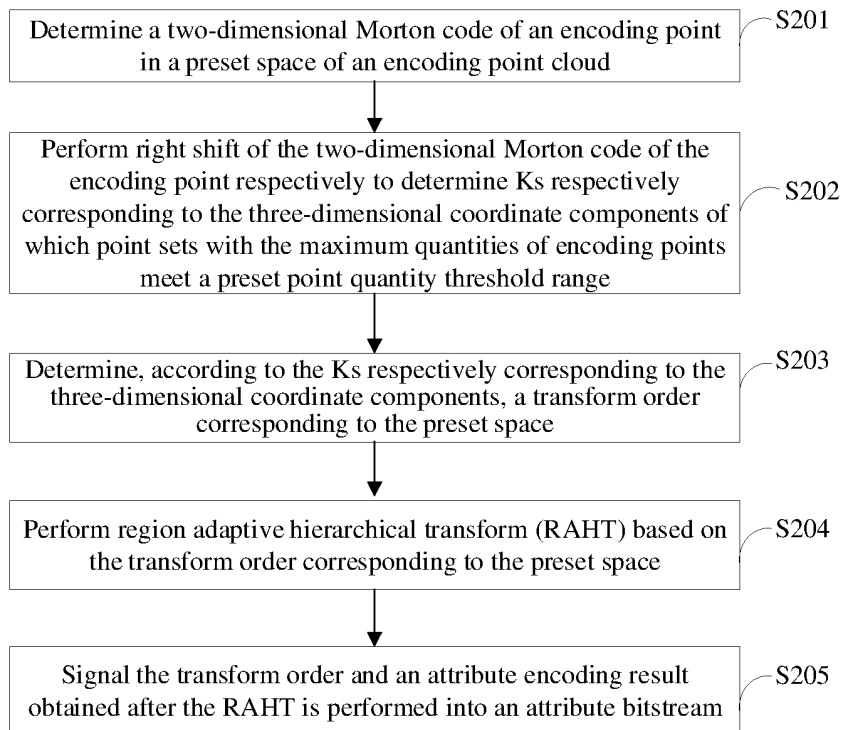 Determine a two-dimensional Morton code of an encoding point
in a preset space of an encoding point cloud
S201
Perform right shift of the two-dimensional Morton code of the
encoding point respectively to determine Ks respectively
corresponding to the three-dimensional coordinate components of
which point sets with the maximum quantities of encoding points
meet a preset point quantity threshold range
S202
Determine, according to the Ks respectively corresponding to the
three-dimensional coordinate components, a transform order
corresponding to the preset space
S203
Perform region adaptive hierarchical transform (RAHT) based on
the transform order corresponding to the preset space
S204
Signal the transform order and an attribute encoding result
obtained after the RAHT is performed into an attribute bitstream
S205